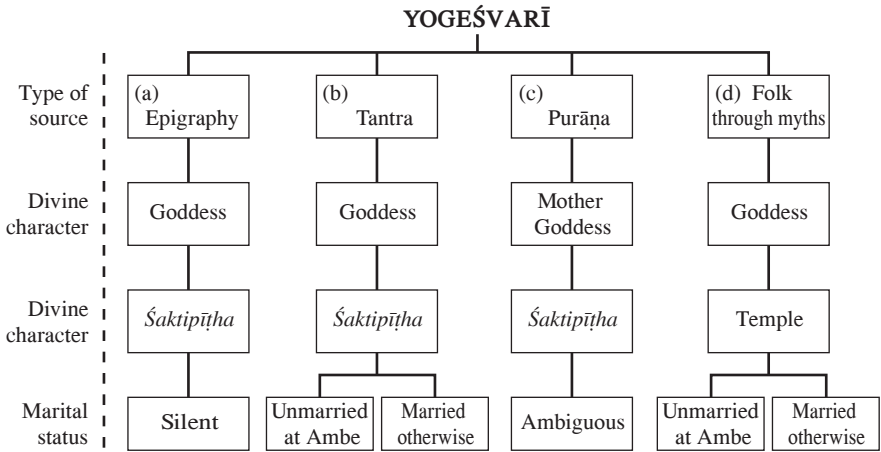 YOGEŚVARĪ
Type of
source
(a)
Epigraphy
(b)
Tantra
(c)
Purāṇa
(d) Folk
through myths
Divine
character
Goddess
Goddess
Mother
Goddess
Goddess
Divine
character
Śaktipīṭha
Śaktipīṭha
Śaktipīṭha
Temple
Marital
status
Silent
Unmarried
at Ambe
Married
otherwise
Ambiguous
Unmarried
at Ambe
Married
otherwise